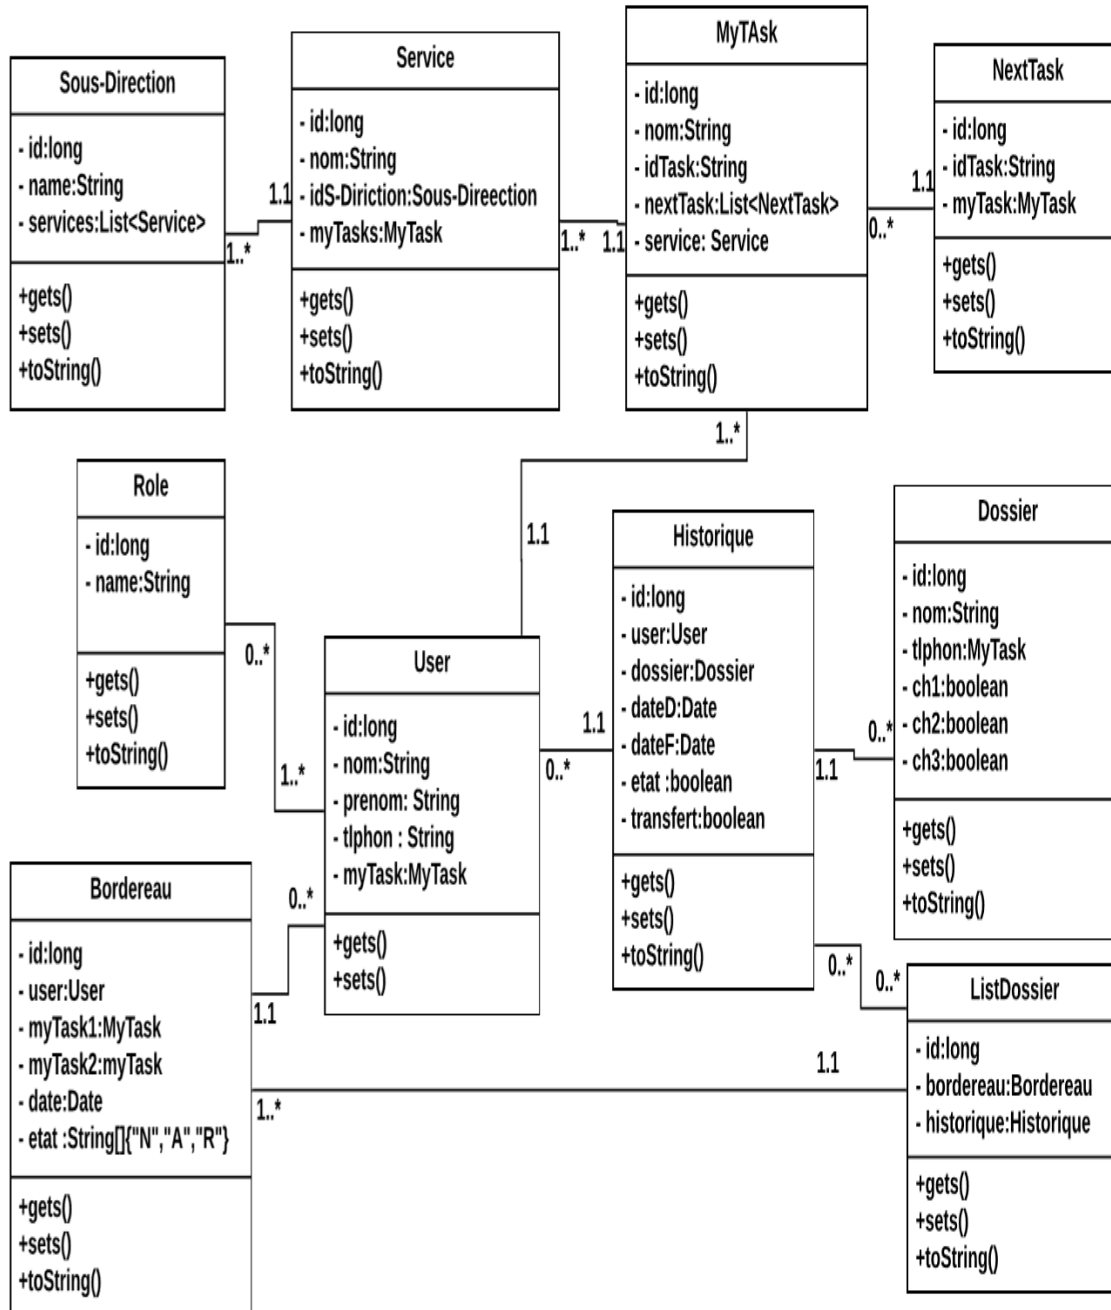 Sous-Direction
- id:long
- name:String
- services:List<Service>
+gets()
+sets()
+toString()
1..*
1.1
Service
- id:long
- nom:String
- idS-Diriction:Sous-Direection
- myTasks:MyTask
+gets()
+sets()
+toString()
1..*
1.1
MyTAsk
- id:long
- nom:String
- idTask:String
- nextTask:List<NextTask>
- service: Service
+gets()
+sets()
+toString()
0..*
1.1
NextTask
- id:long
- idTask:String
- myTask:MyTask
+gets()
+sets()
+toString()
1..*
1.1
Role
- id:long
- name:String
+gets()
+sets()
+toString()
0..*
1..*
User
- id:long
- nom:String
- prenom: String
- tlphon : String
- myTask:MyTask
+gets()
+sets()
0..*
1.1
Historique
- id:long
- user:User
- dossier:Dossier
- dateD:Date
- dateF:Date
- etat :boolean
- transfert:boolean
+gets()
+sets()
+toString()
1.1
0..*
Dossier
- id:long
- nom:String
- tlphon:MyTask
- ch1:boolean
- ch2:boolean
- ch3:boolean
+gets()
+sets()
+toString()
0..*
0..*
Bordereau
- id:long
- user:User
- myTask1:MyTask
- myTask2:myTask
- date:Date
- etat :String[]{"N","A","R"}
+gets()
+sets()
+toString()
0..*
1.1
1..*
1.1
ListDossier
- id:long
- bordereau:Bordereau
- historique:Historique
+gets()
+sets()
+toString()